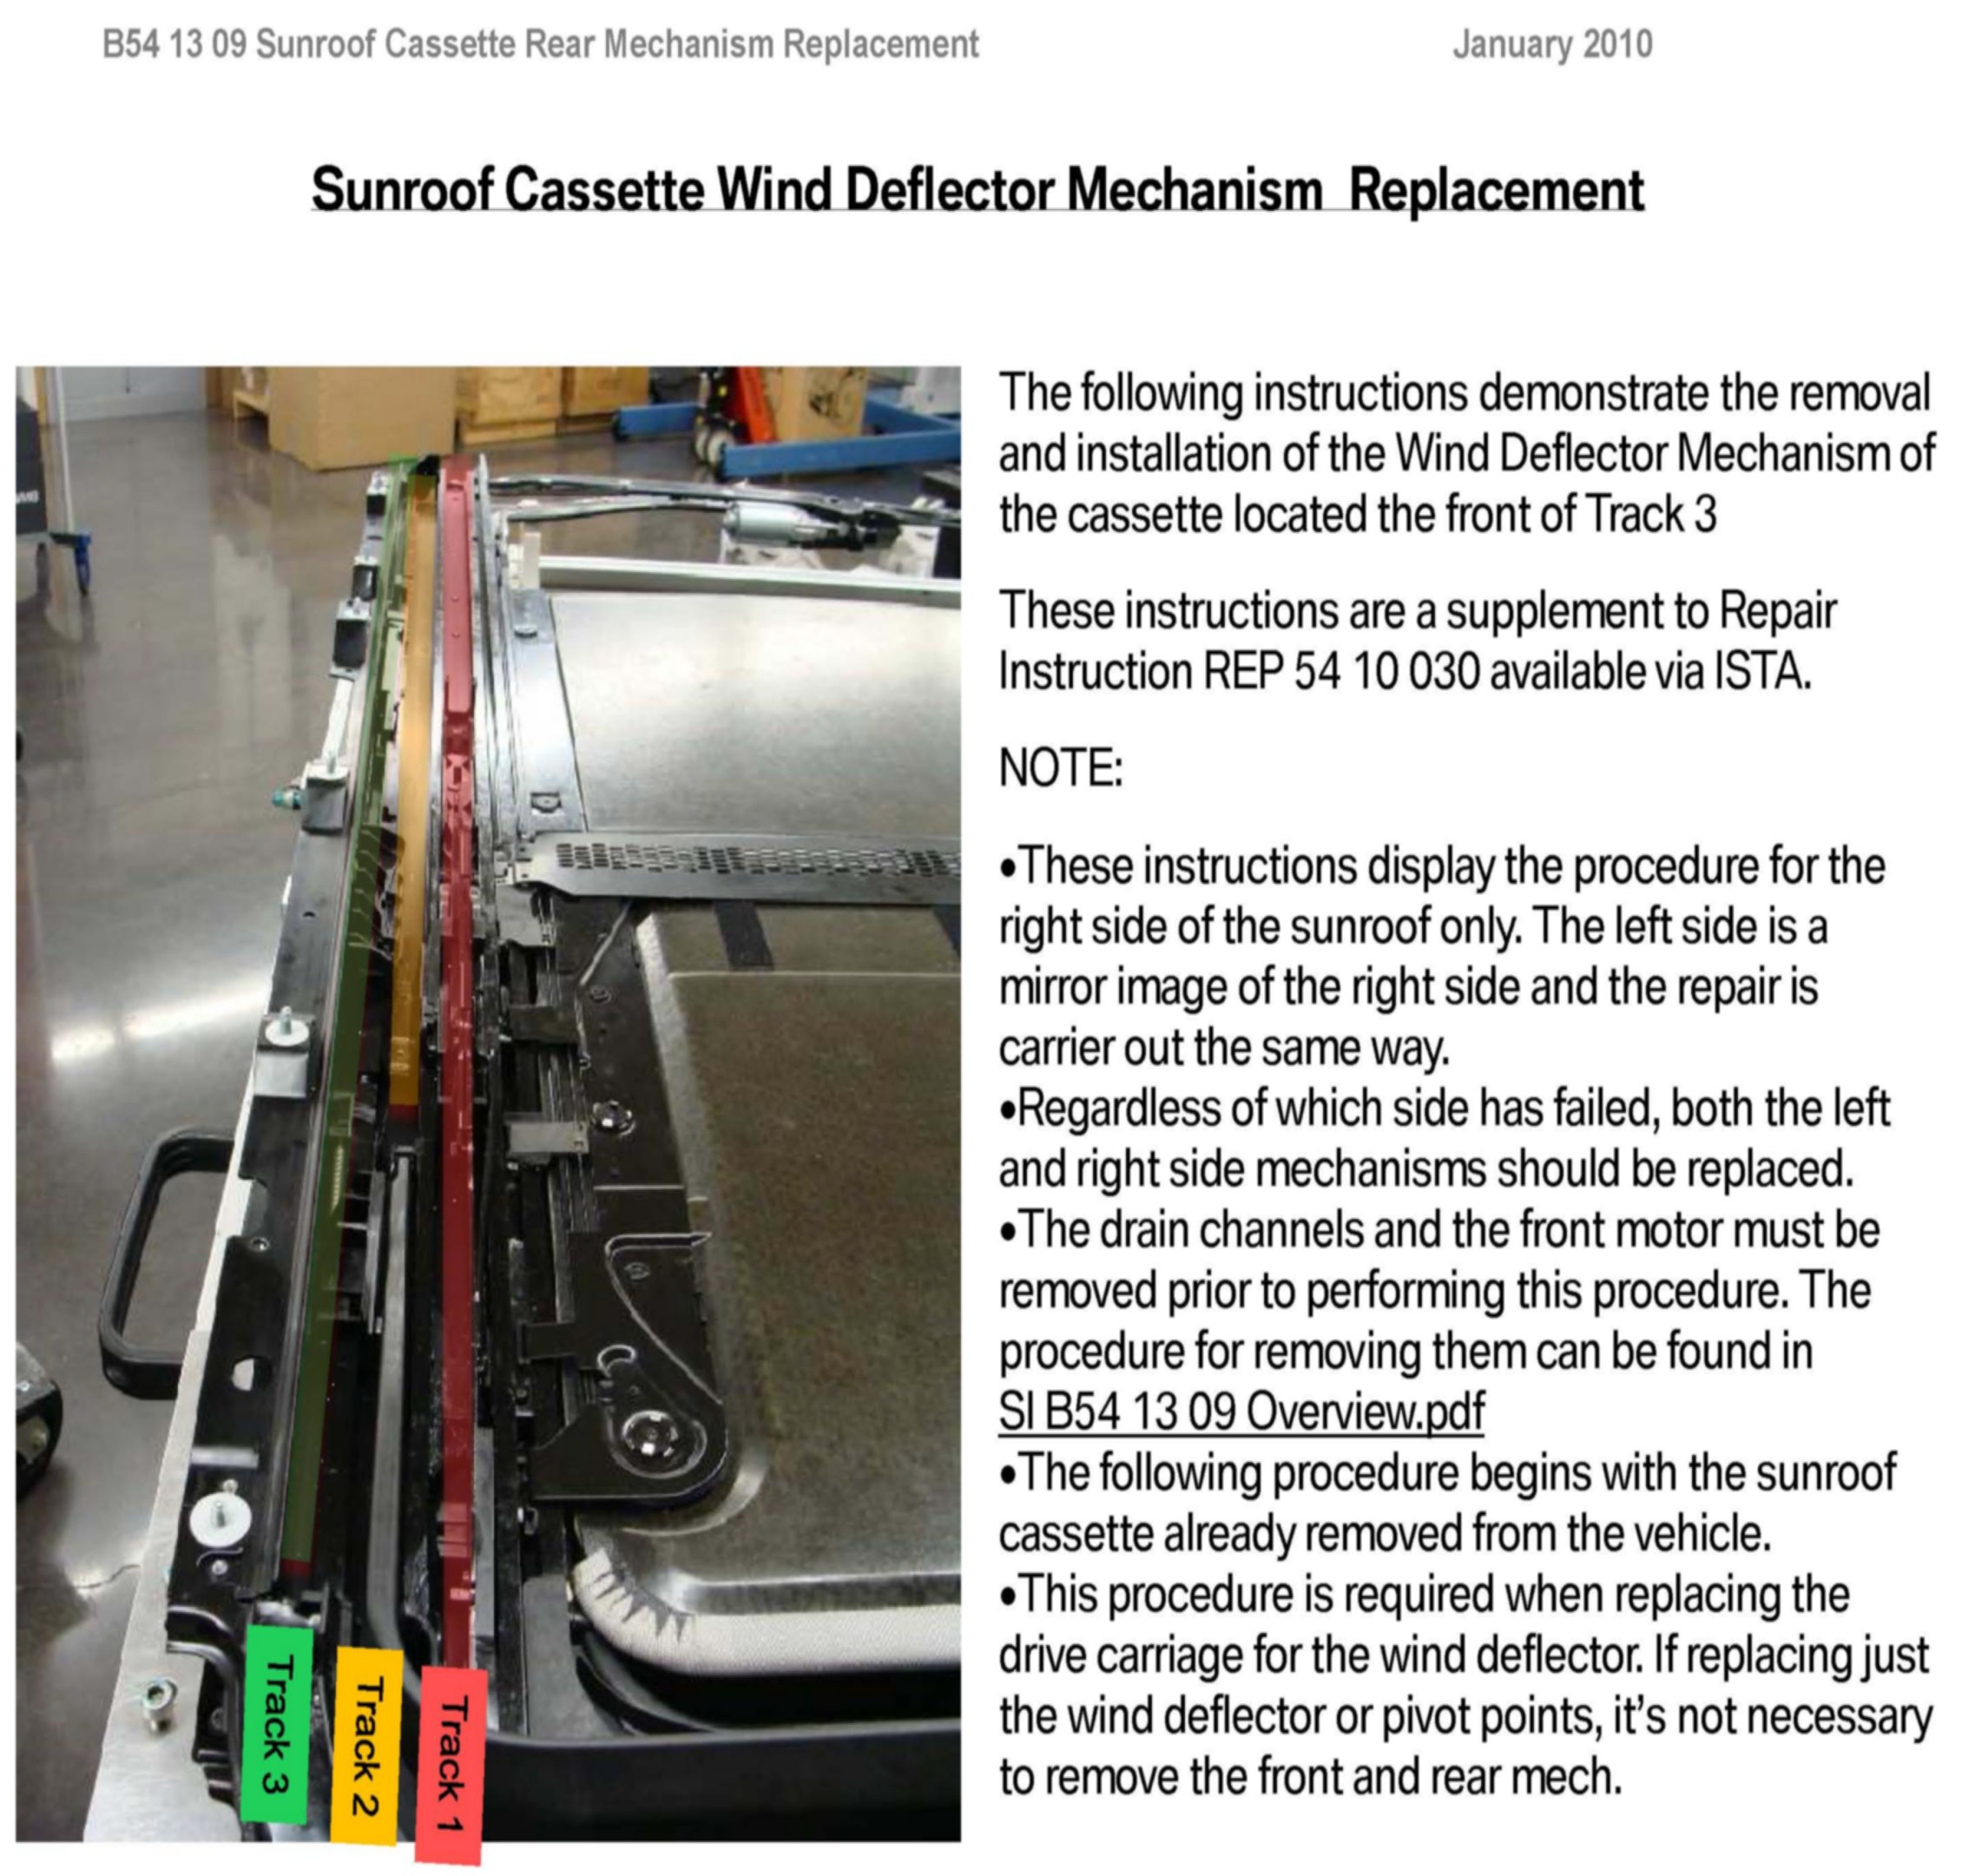 B54 13 09 Sunroof Cassette Rear Mechanism Replacement
January 2010
Sunroof Cassette Wind Deflector Mechanism Replacement
The following instructions demonstrate the removal
and installation of the Wind Deflector Mechanism of
the cassette located the front of Track 3
These instructions are a supplement to Repair
Instruction REP 54 10 030 available via ISTA.
NOTE:
•These instructions display the procedure for the
right side of the sunroof only. The left side is a
mirror image of the right side and the repair is
carrier out the same way.
•Regardless of which side has failed, both the left
and right side mechanisms should be replaced.
•The drain channels and the front motor must be
removed prior to performing this procedure. The
procedure for removing them can be found in
SI B54 13 09 Overview.pdf
•The following procedure begins with the sunroof
cassette already removed from the vehicle.
•This procedure is required when replacing the
drive carriage for the wind deflector. If replacing just
the wind deflector or pivot points, it's not necessary
to remove the front and rear mech.
Track 3
Track 2
Track 1